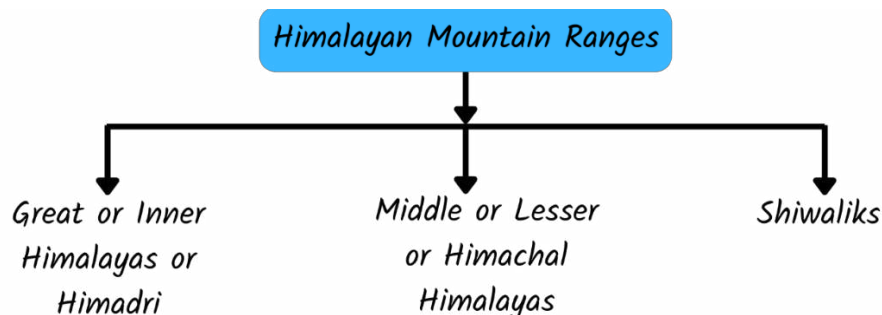 Himalayan Mountain Ranges
Great or Inner
Himalayas or
Himadri
Middle or Lesser
or Himachal
Himalayas
Shiwaliks